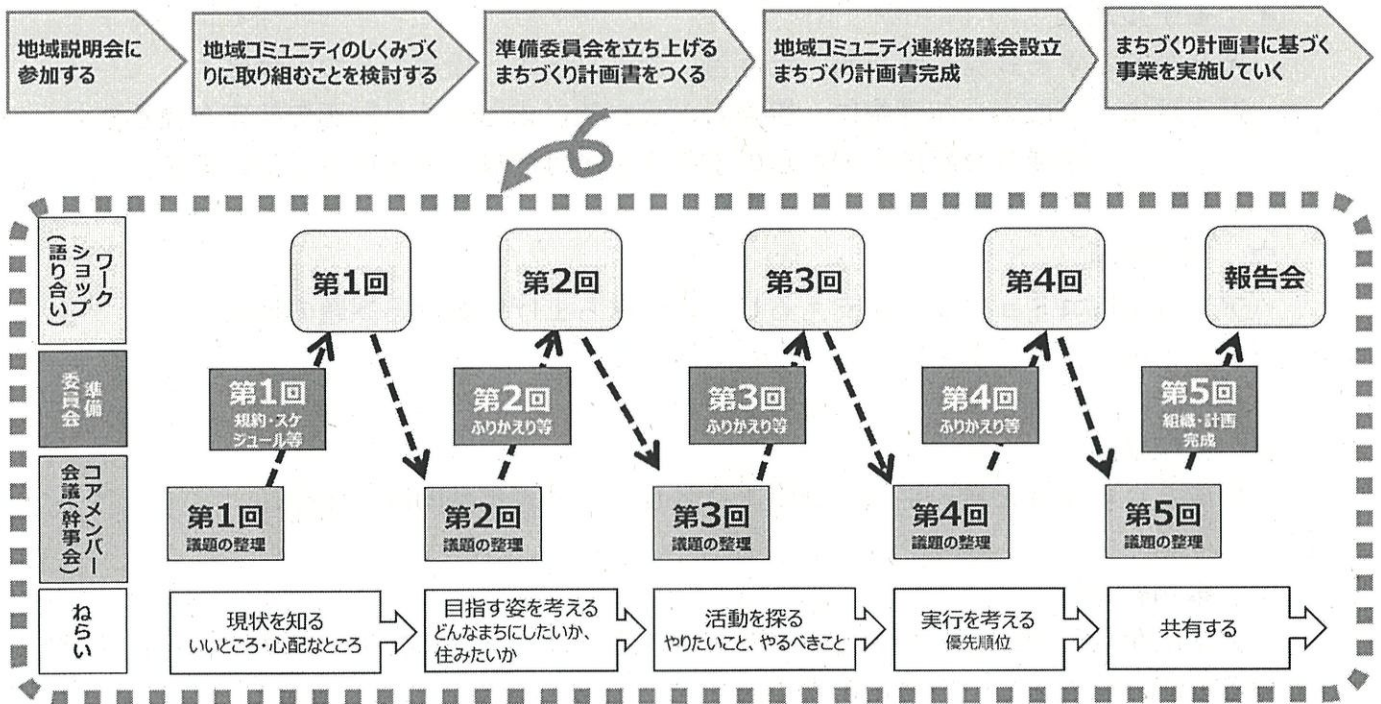 地域説明会に
参加する
地域コミュニティのしくみづく
りに取り組むことを検討する
準備委員会を立ち上げる
まちづくり計画書をつくる
地域コミュニティ連絡協議会設立
まちづくり計画書完成
まちづくり計画書に基づく
事業を実施していく
ワーク
ショップ
(語り合い)
第1回
第2回
第3回
第4回
報告会
準備
委員会
第1回
規約・スケ
ジュール等
第2回
ふりかえり等
第3回
ふりかえり等
第4回
ふりかえり等
第5回
組織・計画
完成
コアメンバー
会議(幹事会)
第1回
議題の整理
第2回
議題の整理
第3回
議題の整理
第4回
議題の整理
第5回
議題の整理
ねらい
現状を知る
いいところ・心配なところ
目指す姿を考える
どんなまちにしたいか、
住みたいか
活動を探る
やりたいこと、やるべきこと
実行を考える
優先順位
共有する